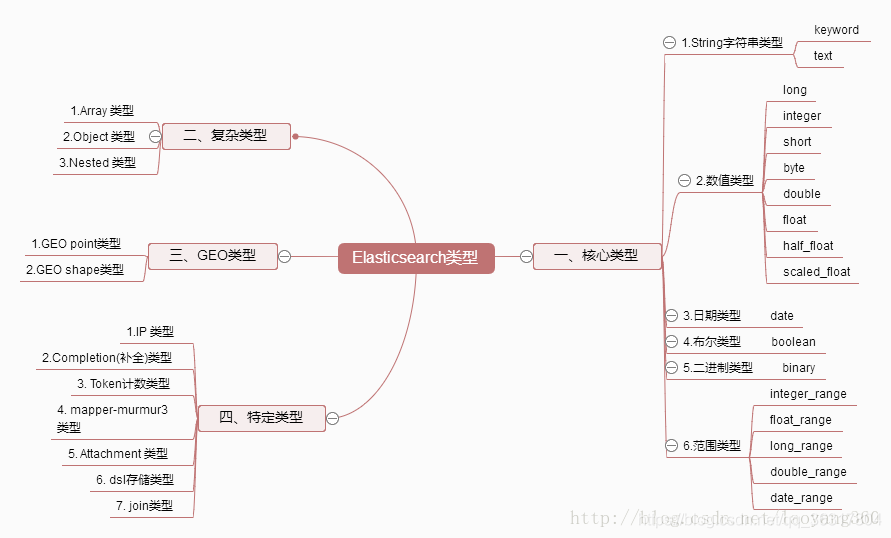 Elasticsearch类型
一、核心类型
1.String字符串类型
keyword
text
2.数值类型
long
integer
short
byte
double
float
half_float
scaled_float
3.日期类型
date
4.布尔类型
boolean
5.二进制类型
binary
6.范围类型
integer_range
float_range
long_range
double_range
date_range
二、复杂类型
1.Array 类型
2.Object 类型
3.Nested 类型
三、GEO类型
1.GEO point类型
2.GEO shape类型
四、特定类型
1.IP 类型
2.Completion(补全)类型
3. Token计数类型
4. mapper-murmur3
类型
5. Attachment 类型
6. dsl存储类型
7. join类型
http://blog.csdn.net/laoyang360